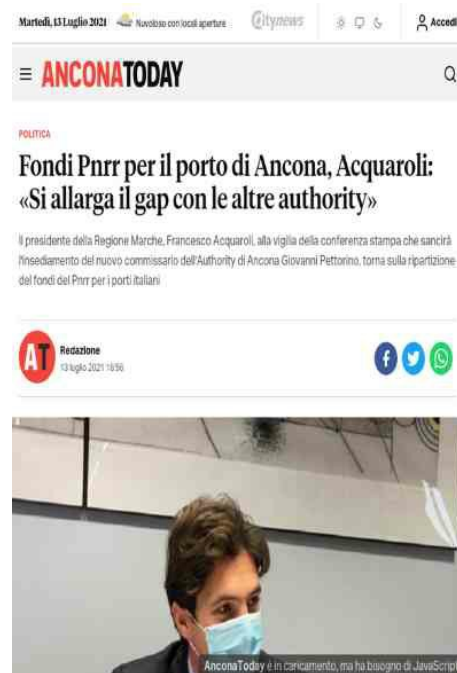 Martedì, 13 Luglio 2021 Nuvoloso con locali aperture Citynews Accedi
ANCONATODAY
POLITICA
Fondi Pnrr per il porto di Ancona, Acquaroli:
«Si allarga il gap con le altre authority»
Il presidente della Regione Marche, Francesco Acquaroli, alla vigilia della conferenza stampa che sancirà
l'insediamento del nuovo commissario dell'Authority di Ancona Giovanni Pettorino, torna sulla ripartizione
dei fondi del Pnrr per i porti italiani
AT
Redazione
13 luglio 2021 16:56
AnconaToday è in caricamento, ma ha bisogno di JavaScript